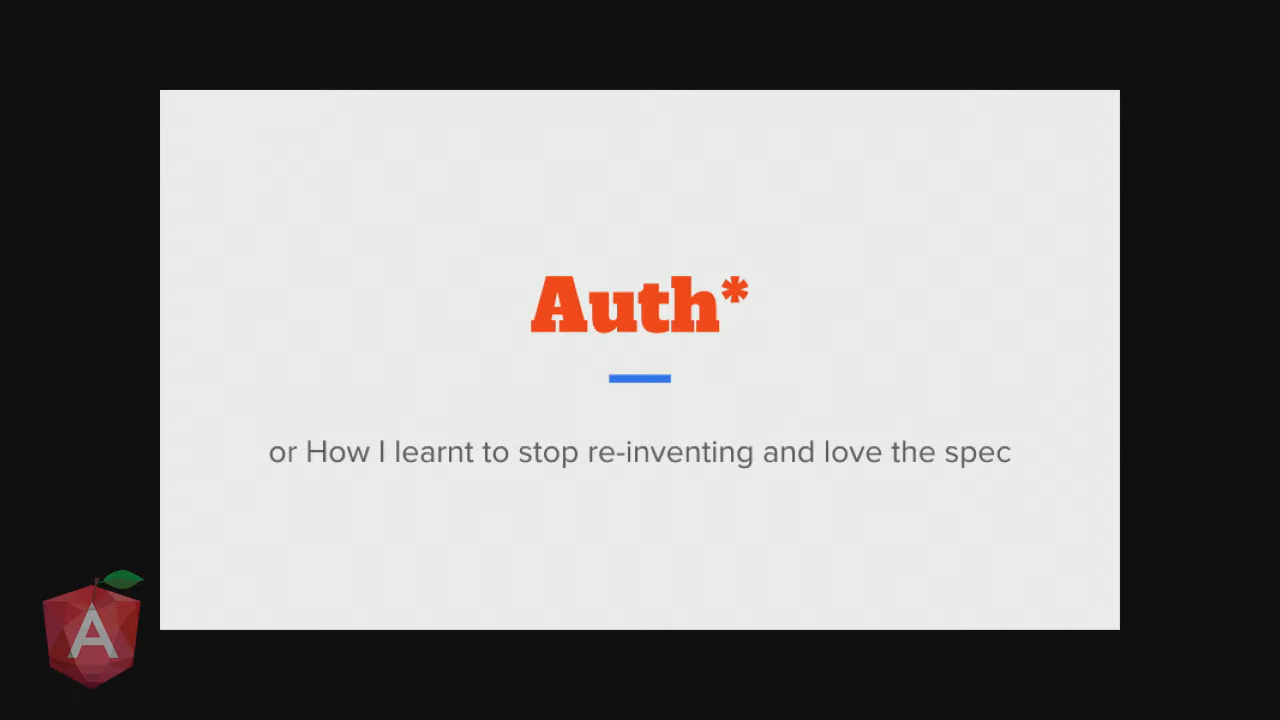 Auth*
or How I learnt to stop re-inventing and love the spec
A